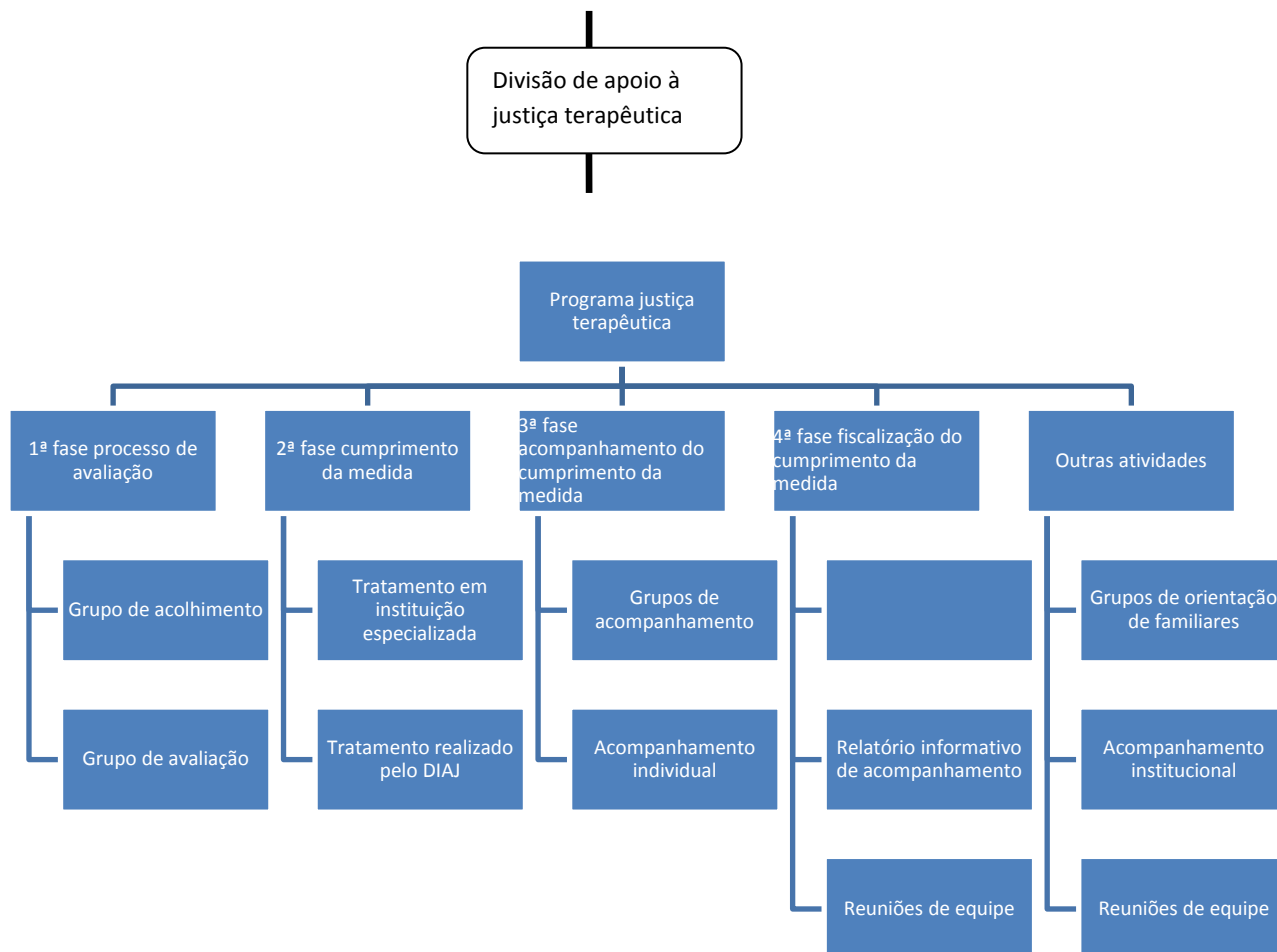 Divisão de apoio à
justiça terapêutica
Programa justiça
terapêutica
1ª fase processo de
avaliação
2ª fase cumprimento
da medida
3ª fase
acompanhamento do
cumprimento da
medida
4ª fase fiscalização do
cumprimento da
medida
Outras atividades
Grupo de acolhimento
Tratamento em
instituição
especializada
Grupos de
acompanhamento
Grupos de orientação
de familiares
Grupo de avaliação
Tratamento realizado
pelo DIAJ
Acompanhamento
individual
Relatório informativo
de acompanhamento
Acompanhamento
institucional
Reuniões de equipe
Reuniões de equipe